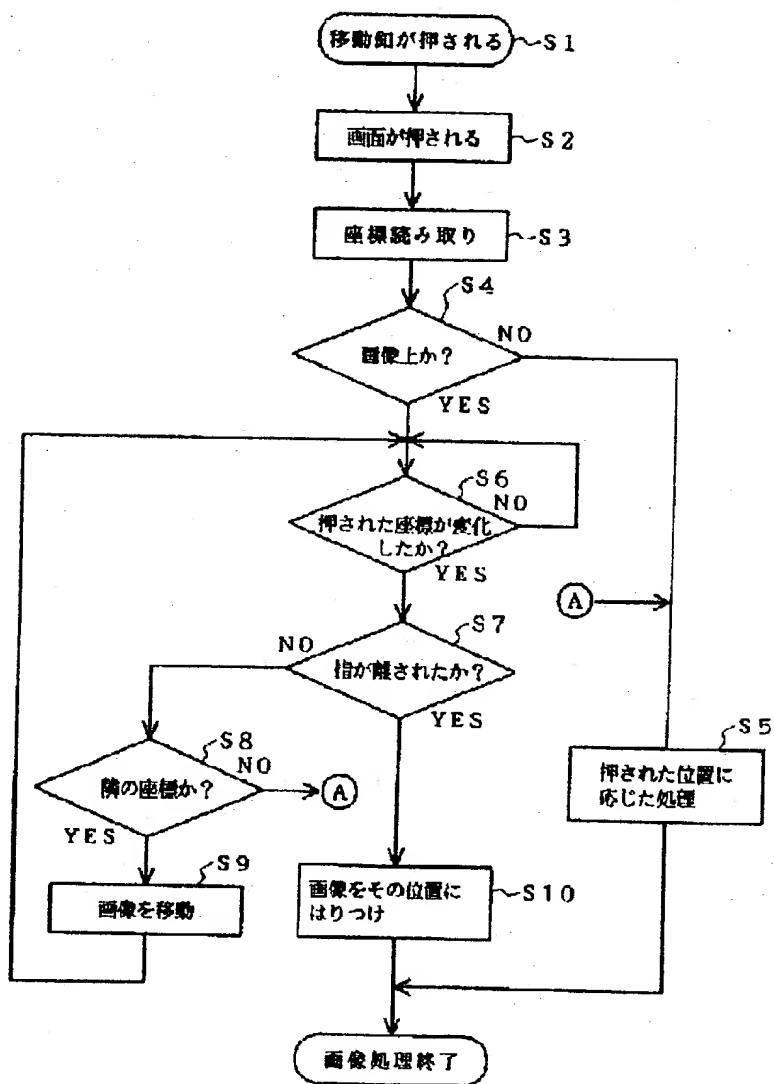 移動釦が押される
S1
画面が押される
S2
座標読み取り
S3
S4
画像上か?
NO
YES
S6
NO
押された座標が変化
したか?
YES
A
S7
NO
指が離されたか?
YES
S8
NO
隣の座標か?
A
YES
S5
押された位置に
応じた処理
S9
画像を移動
画像をその位置に
はりつけ
S10
画像処理終了